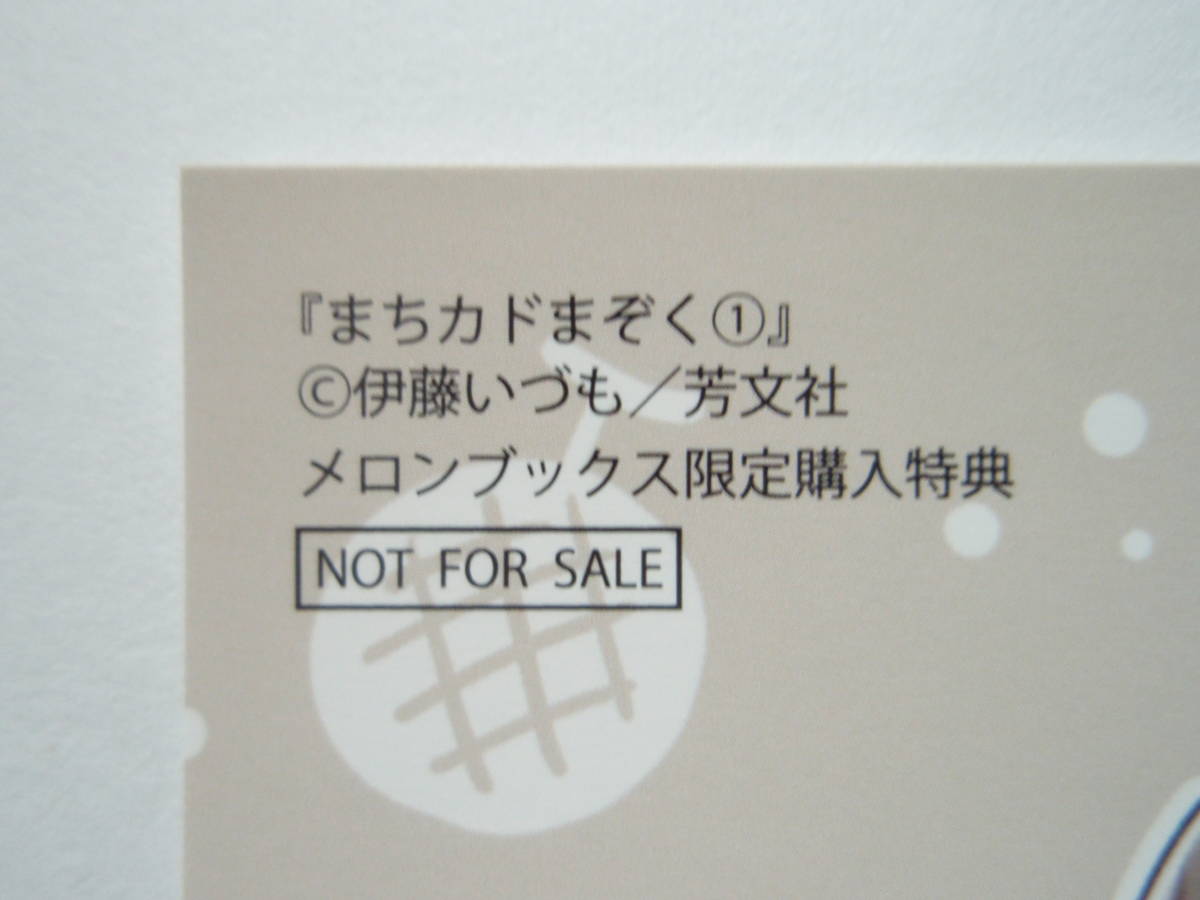 『まちカドまぞく①』
©伊藤いづも／芳文社
メロンブックス限定購入特典
NOT FOR SALE